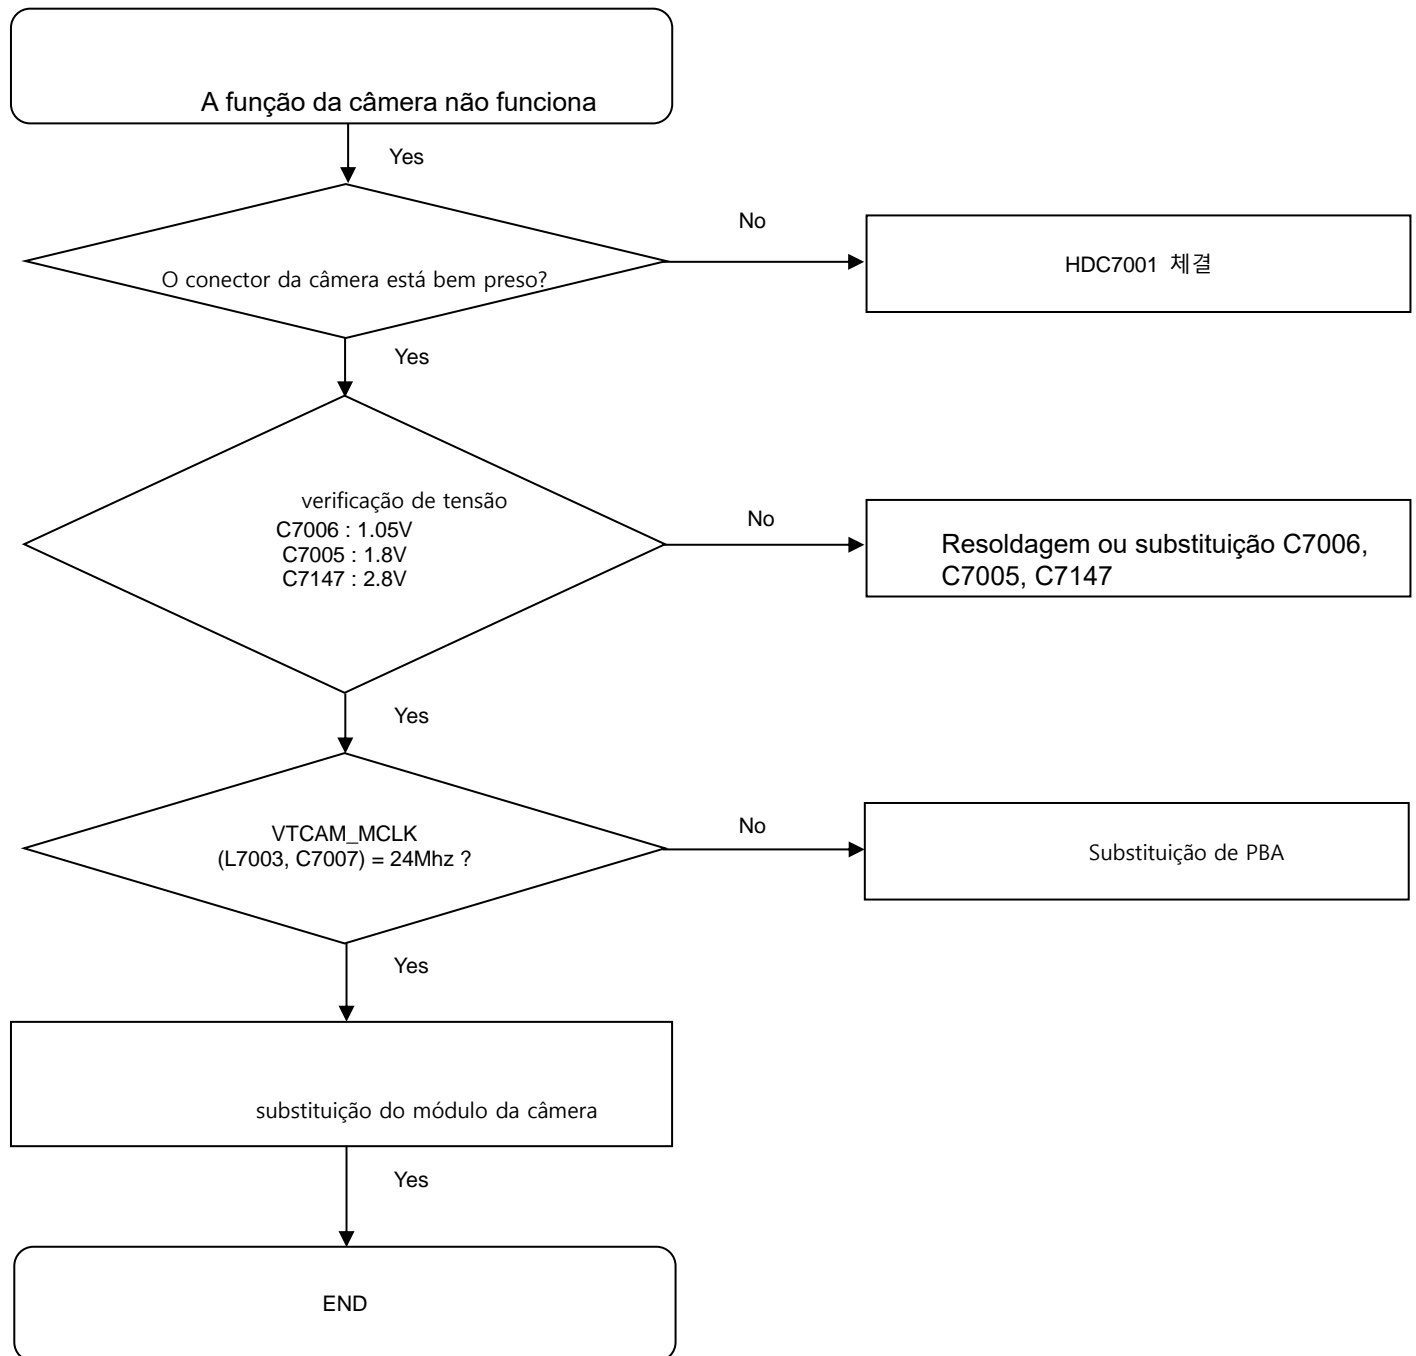 A função da câmera não funciona
Yes
No
O conector da câmera está bem preso?
HDC7001 체결
Yes
verificação de tensão
C7006 : 1.05V
C7005 : 1.8V
C7147 : 2.8V
No
Resoldagem ou substituição C7006,
C7005, C7147
Yes
VTCAM_MCLK
(L7003, C7007) = 24Mhz ?
No
Substituição de PBA
Yes
substituição do módulo da câmera
Yes
END